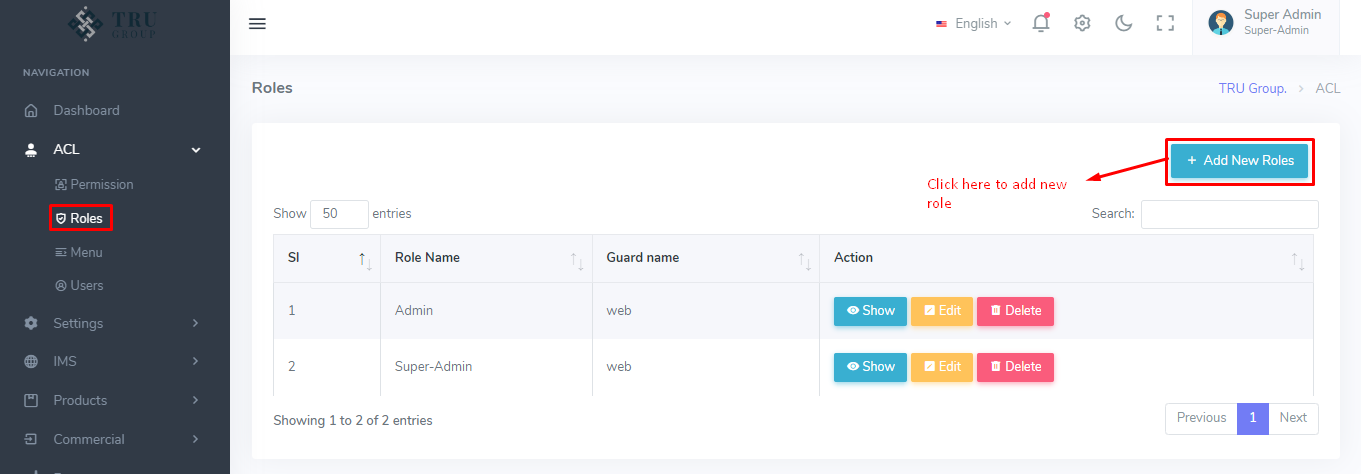 TRU
GROUP
English
Super Admin
Super-Admin
NAVIGATION
Dashboard
ACL
Permission
Roles
Menu
Users
Settings
IMS
Products
Commercial
Roles
TRU Group. > ACL
+ Add New Roles
Click here to add new
role
Show 50 entries
Search:
Sl Role Name Guard name Action
1 Admin web Show Edit Delete
2 Super-Admin web Show Edit Delete
Showing 1 to 2 of 2 entries
Previous 1 Next